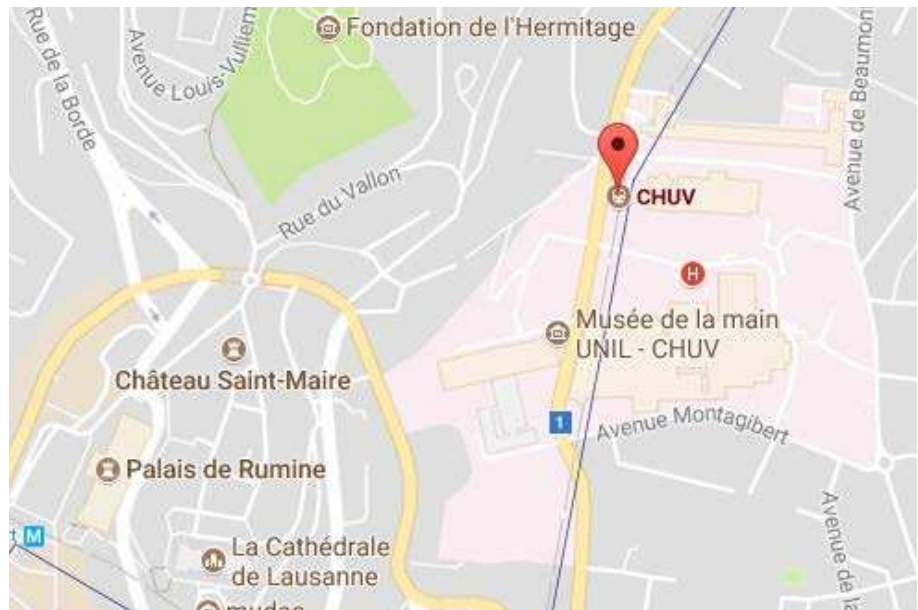 Fondation de l'Hermitage
Rue de la Borde
Avenue Louis Vulliem
Avenue de Beaumon
Rue du Vallon
CHUV
H
Musée de la main
UNIL - CHUV
Château Saint-Maire
1
Avenue Montagibert
Palais de Rumine
t M
La Cathédrale
de Lausanne
Avenue de la
mudac